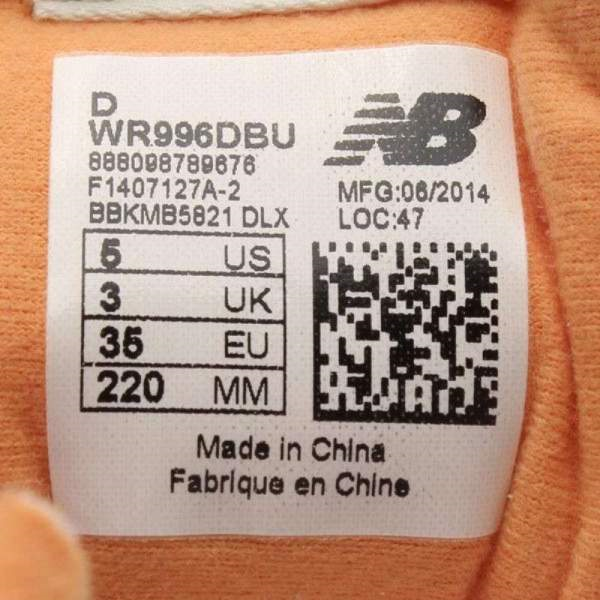 D
WR996DBU
888098789676
F1407127A-2
BBKMB5821 DLX
NB
MFG:06/2014
LOC:47
5 US
3 UK
35 EU
220 MM
Made in China
Fabrique en Chine